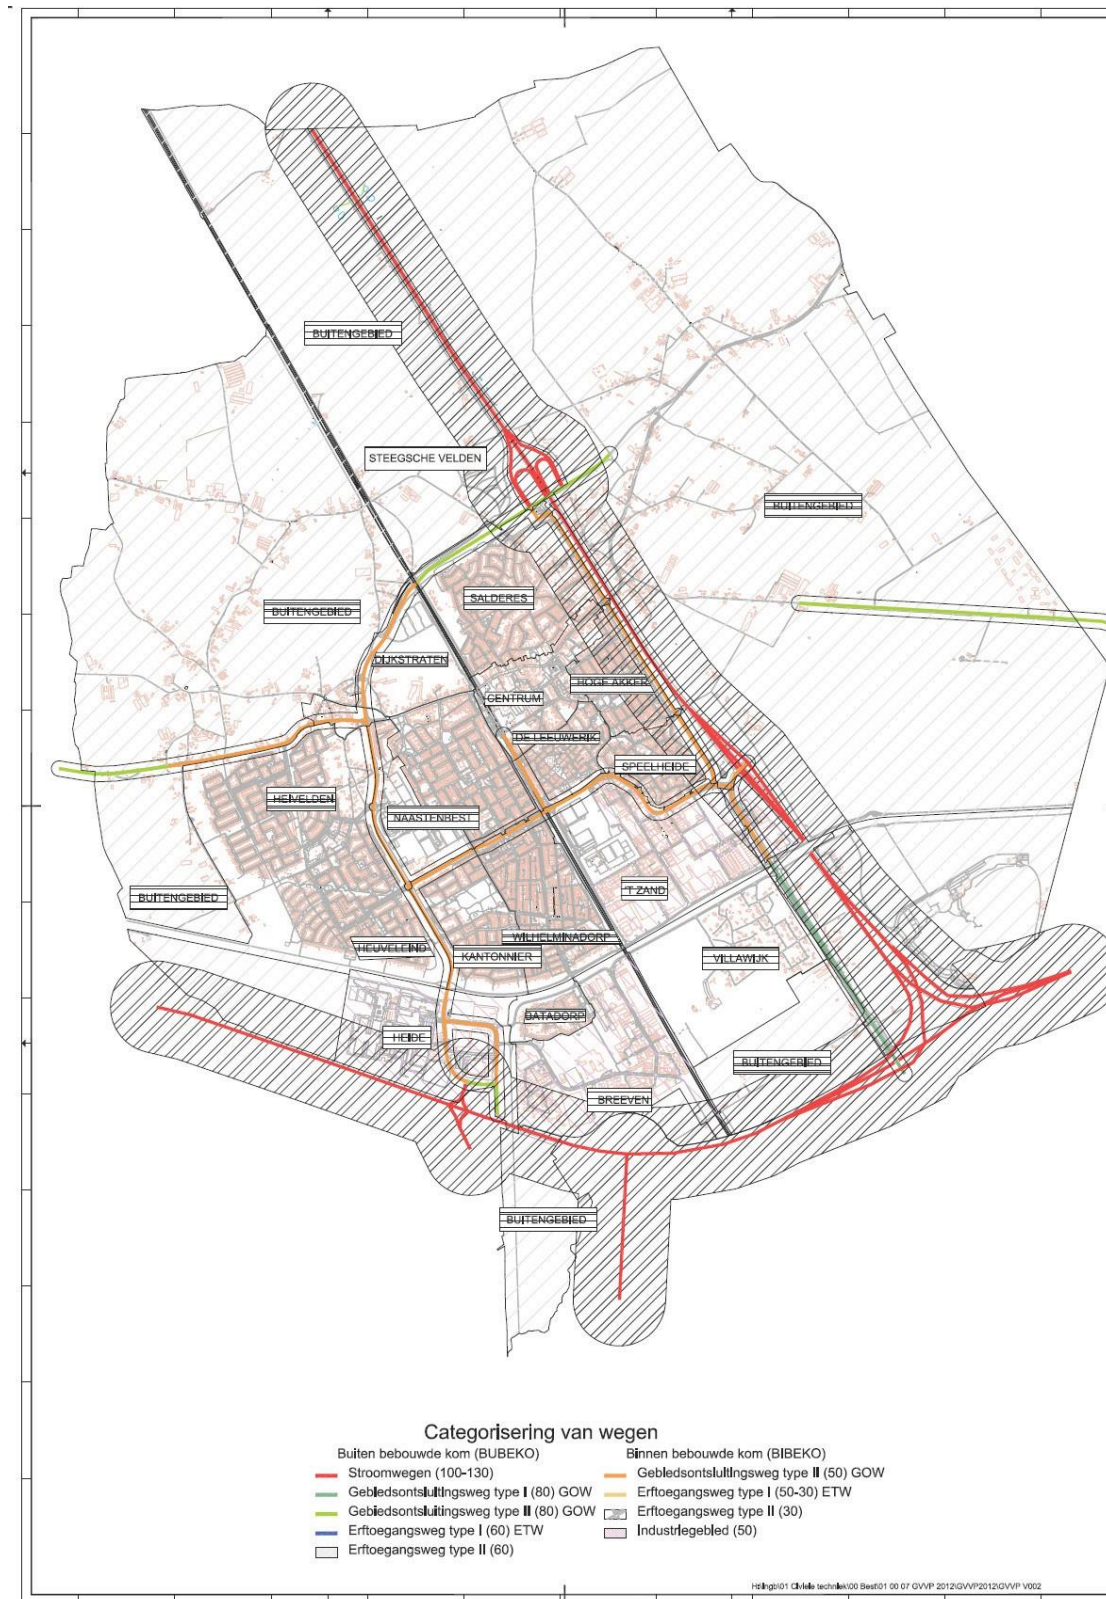 BUITENGEBIED
STEEGSCHE VELDEN
BUITENGEBIED
SALDERES
BUITENGEBIED
DIJKSTRATEN
HOGE AKKER
CENTRUM
DE LEEUWERIK
SPEELHEIDE
HEIVELDEN
NAASTENBEST
'T ZAND
BUITENGEBIED
WILHELMINADORP
HEUVELEIND
KANTONNIER
VILLAWIJK
BATADORP
HEIDE
BUITENGEBIED
BREEVEN
BUITENGEBIED
Categorisering van wegen
Buiten bebouwde kom (BUBEKO)
Stroomwegen (100-130)
Gebiedsontsluitingsweg type I (80) GOW
Gebiedsontsluitingsweg type II (80) GOW
Erftoegangsweg type I (60) ETW
Erftoegangsweg type II (60)
Binnen bebouwde kom (BIBEKO)
Gebiedsontsluitingsweg type II (50) GOW
Erftoegangsweg type I (50-30) ETW
Erftoegangsweg type II (30)
Industriegebied (50)